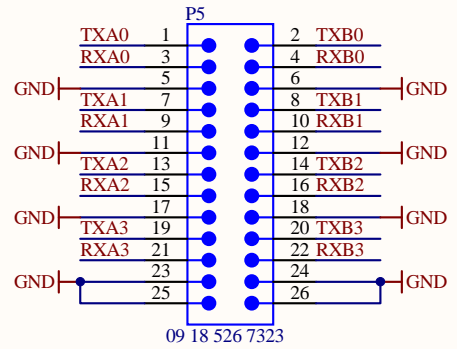 P5
TXA0 1 2 TXB0
RXA0 3 4 RXB0
GND 5 6 GND
TXA1 7 8 TXB1
RXA1 9 10 RXB1
GND 11 12 GND
TXA2 13 14 TXB2
RXA2 15 16 RXB2
GND 17 18 GND
TXA3 19 20 TXB3
RXA3 21 22 RXB3
GND 23 24 GND
25 26
09 18 526 7323